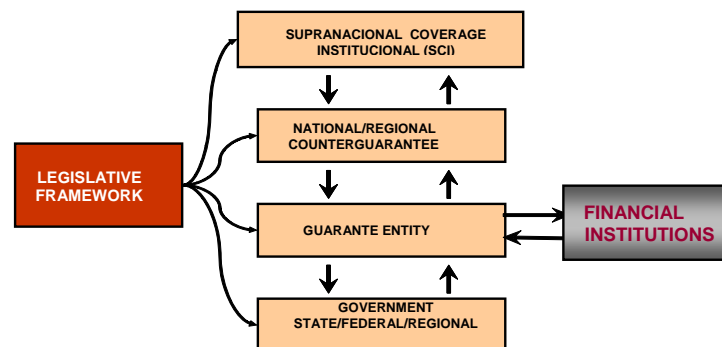 SUPRANACIONAL COVERAGE
INSTITUCIONAL (SCI)
NATIONAL/REGIONAL
COUNTERGUARANTEE
LEGISLATIVE
FRAMEWORK
GUARANTE ENTITY
FINANCIAL
INSTITUTIONS
GOVERNMENT
STATE/FEDERAL/REGIONAL